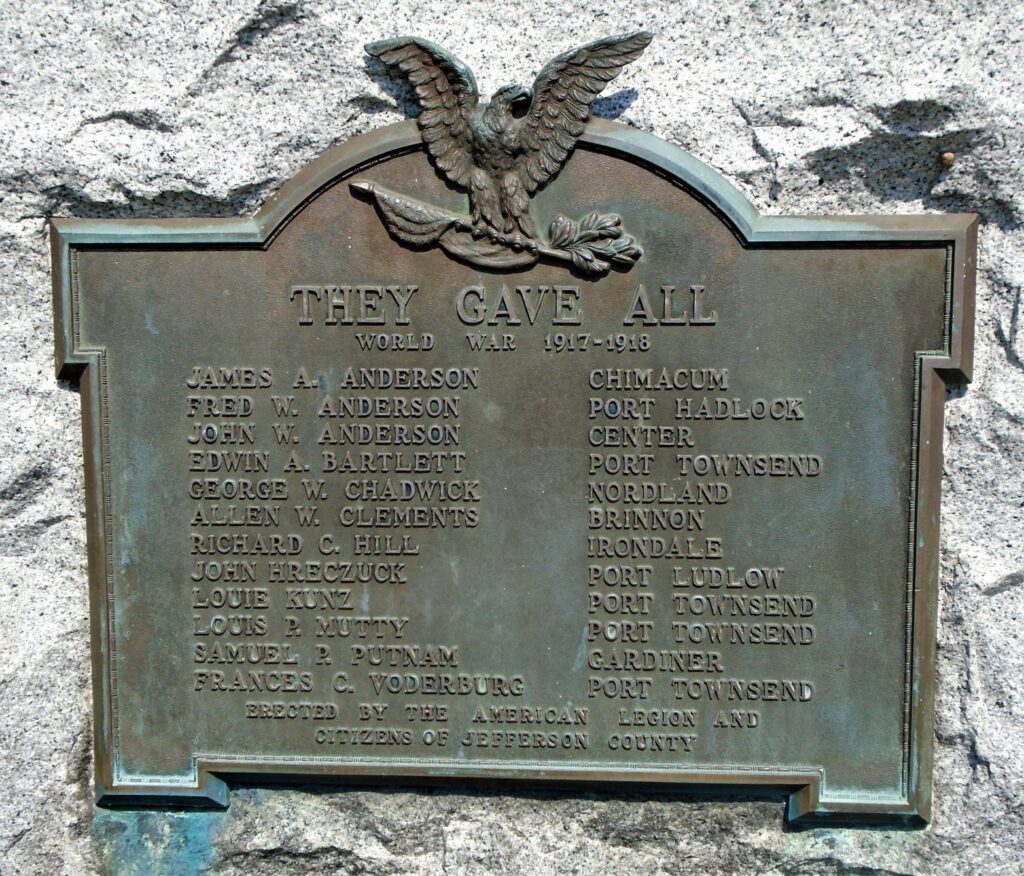 THEY GAVE ALL
WORLD WAR 1917-1918
JAMES A. ANDERSON CHIMACUM
FRED W. ANDERSON PORT HADLOCK
JOHN W. ANDERSON CENTER
EDWIN A. BARTLETT PORT TOWNSEND
GEORGE W. CHADWICK NORDLAND
ALLEN W. CLEMENTS BRINNON
RICHARD C. HILL IRONDALE
JOHN HRECZUCK PORT LUDLOW
LOUIE KUNZ PORT TOWNSEND
LOUIS P. MUTTY PORT TOWNSEND
SAMUEL P. PUTNAM GARDINER
FRANCES C. VODERBURG PORT TOWNSEND
ERECTED BY THE AMERICAN LEGION AND
CITIZENS OF JEFFERSON COUNTY